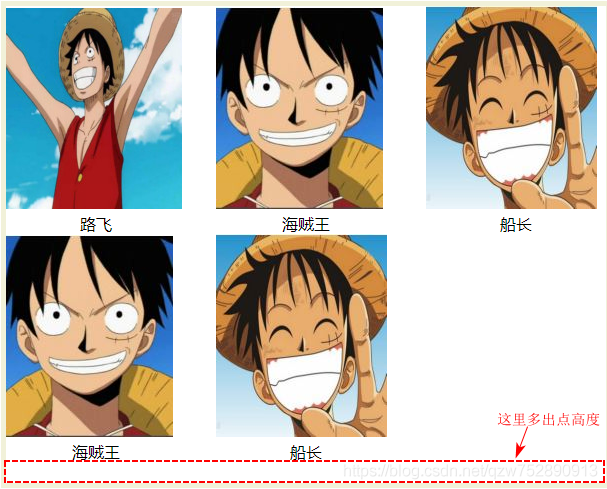 路飞
海贼王
船长
海贼王
船长
这里多出点高度
https://blog.csdn.net/qzw752890913